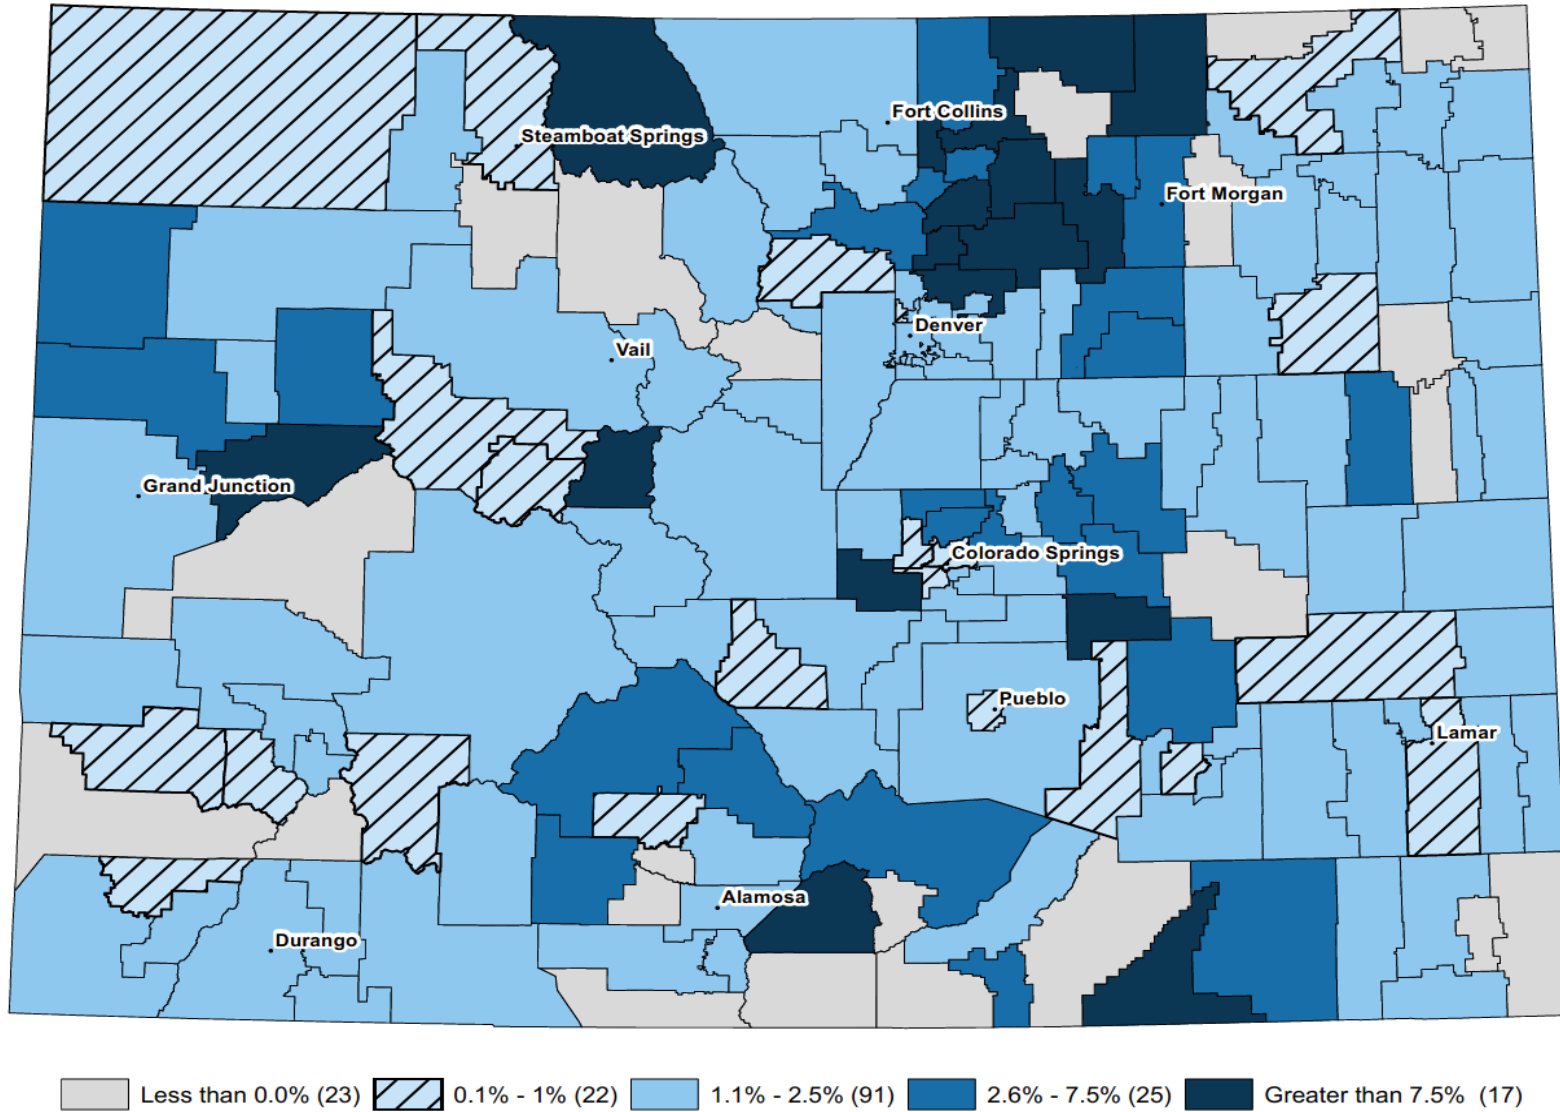 Fort Collins
Steamboat Springs
Fort Morgan
Denver
Vail
Grand Junction
Colorado Springs
Pueblo
Lamar
Alamosa
Durango
Less than 0.0% (23)
0.1% - 1% (22)
1.1% - 2.5% (91)
2.6% - 7.5% (25)
Greater than 7.5% (17)